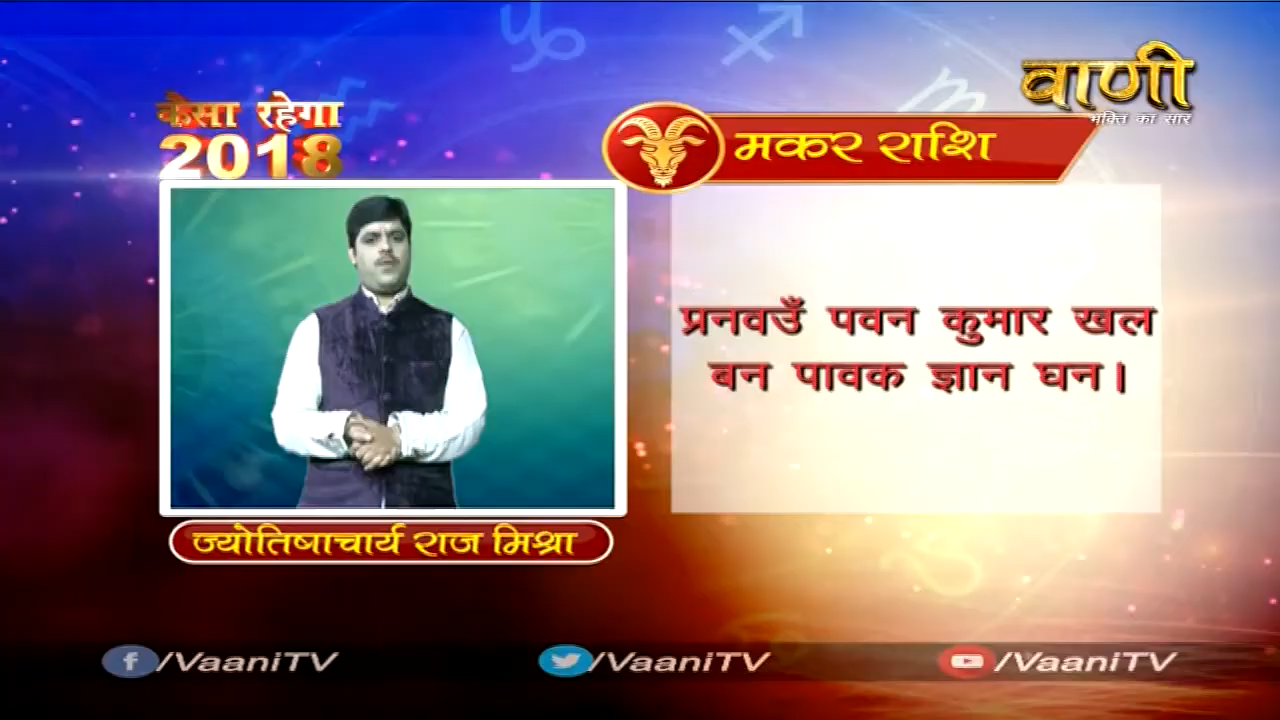 वाणी
भक्ति का सार
कैसा रहेगा
2018
मकर राशि
प्रनवउँ पवन कुमार खल
बन पावक ज्ञान घन।
ज्योतिषाचार्य राज मिश्रा
/VaaniTV
/VaaniTV
/VaaniTV